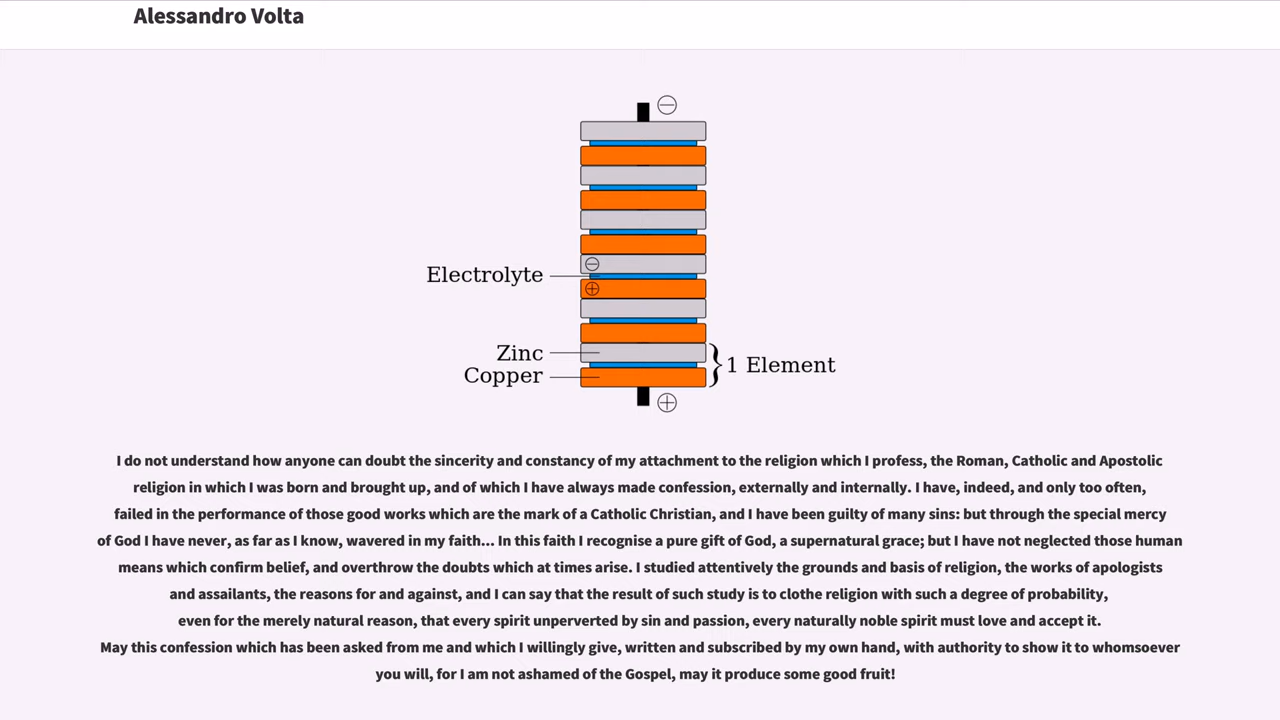 Alessandro Volta
⊖
⊖
Electrolyte
⊕
Zinc
1 Element
Copper
⊕
I do not understand how anyone can doubt the sincerity and constancy of my attachment to the religion which I profess, the Roman, Catholic and Apostolic
religion in which I was born and brought up, and of which I have always made confession, externally and internally. I have, indeed, and only too often,
failed in the performance of those good works which are the mark of a Catholic Christian, and I have been guilty of many sins: but through the special mercy
of God I have never, as far as I know, wavered in my faith... In this faith I recognise a pure gift of God, a supernatural grace; but I have not neglected those human
means which confirm belief, and overthrow the doubts which at times arise. I studied attentively the grounds and basis of religion, the works of apologists
and assailants, the reasons for and against, and I can say that the result of such study is to clothe religion with such a degree of probability,
even for the merely natural reason, that every spirit unperverted by sin and passion, every naturally noble spirit must love and accept it.
May this confession which has been asked from me and which I willingly give, written and subscribed by my own hand, with authority to show it to whomsoever
you will, for I am not ashamed of the Gospel, may it produce some good fruit!